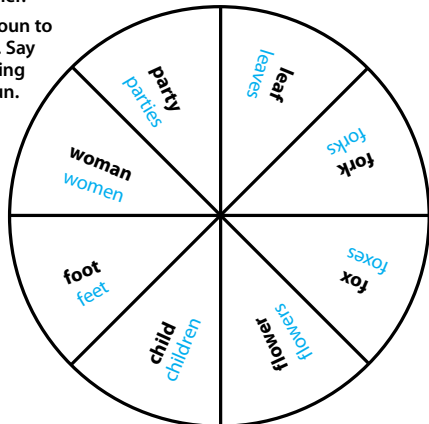 oun to
. Say
ing
un.
leaf
leaves
fork
forks
fox
foxes
flower
flowers
child
children
foot
feet
woman
women
party
parties